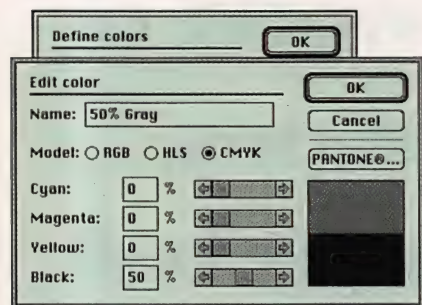 Define colors
OK
Edit color
OK
Name: 50% Gray
Cancel
Model: RGB HLS CMYK
PANTONE®...
Cyan: 0 %
Magenta: 0 %
Yellow: 0 %
Black: 50 %